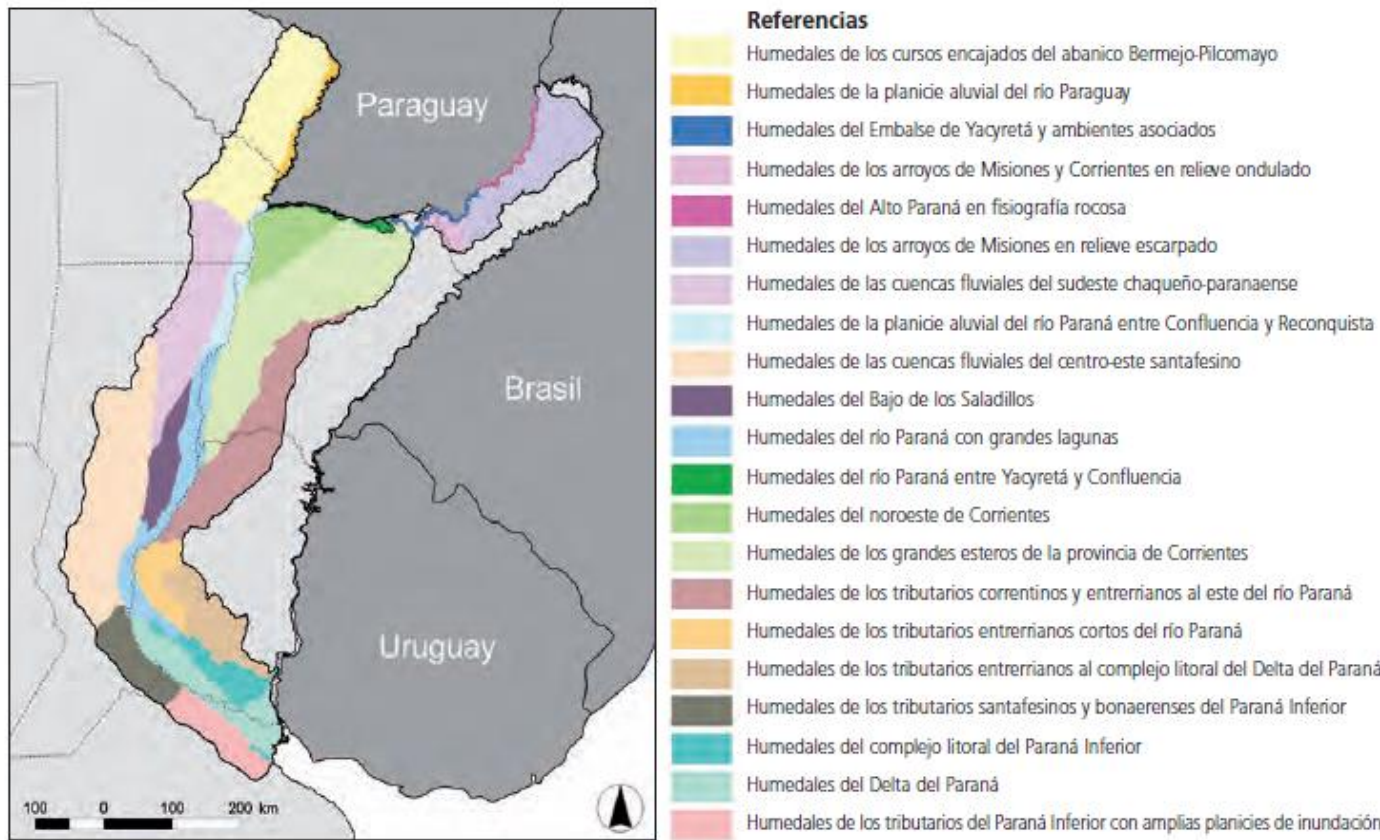 Paraguay
Brasil
Uruguay
100 0 100 200 km
Referencias
Humedales de los cursos encajados del abanico Bermejo-Pilcomayo
Humedales de la planicie aluvial del río Paraguay
Humedales del Embalse de Yacyretá y ambientes asociados
Humedales de los arroyos de Misiones y Corrientes en relieve ondulado
Humedales del Alto Paraná en fisiografía rocosa
Humedales de los arroyos de Misiones en relieve escarpado
Humedales de las cuencas fluviales del sudeste chaqueño-paranaense
Humedales de la planicie aluvial del río Paraná entre Confluencia y Reconquista
Humedales de las cuencas fluviales del centro-este santafesino
Humedales del Bajo de los Saladillos
Humedales del río Paraná con grandes lagunas
Humedales del río Paraná entre Yacyretá y Confluencia
Humedales del noroeste de Corrientes
Humedales de los grandes esteros de la provincia de Corrientes
Humedales de los tributarios correntinos y entrerrianos al este del río Paraná
Humedales de los tributarios entrerrianos cortos del río Paraná
Humedales de los tributarios entrerrianos al complejo litoral del Delta del Paraná
Humedales de los tributarios santafesinos y bonaerenses del Paraná Inferior
Humedales del complejo litoral del Paraná Inferior
Humedales del Delta del Paraná
Humedales de los tributarios del Paraná Inferior con amplias planicies de inundación